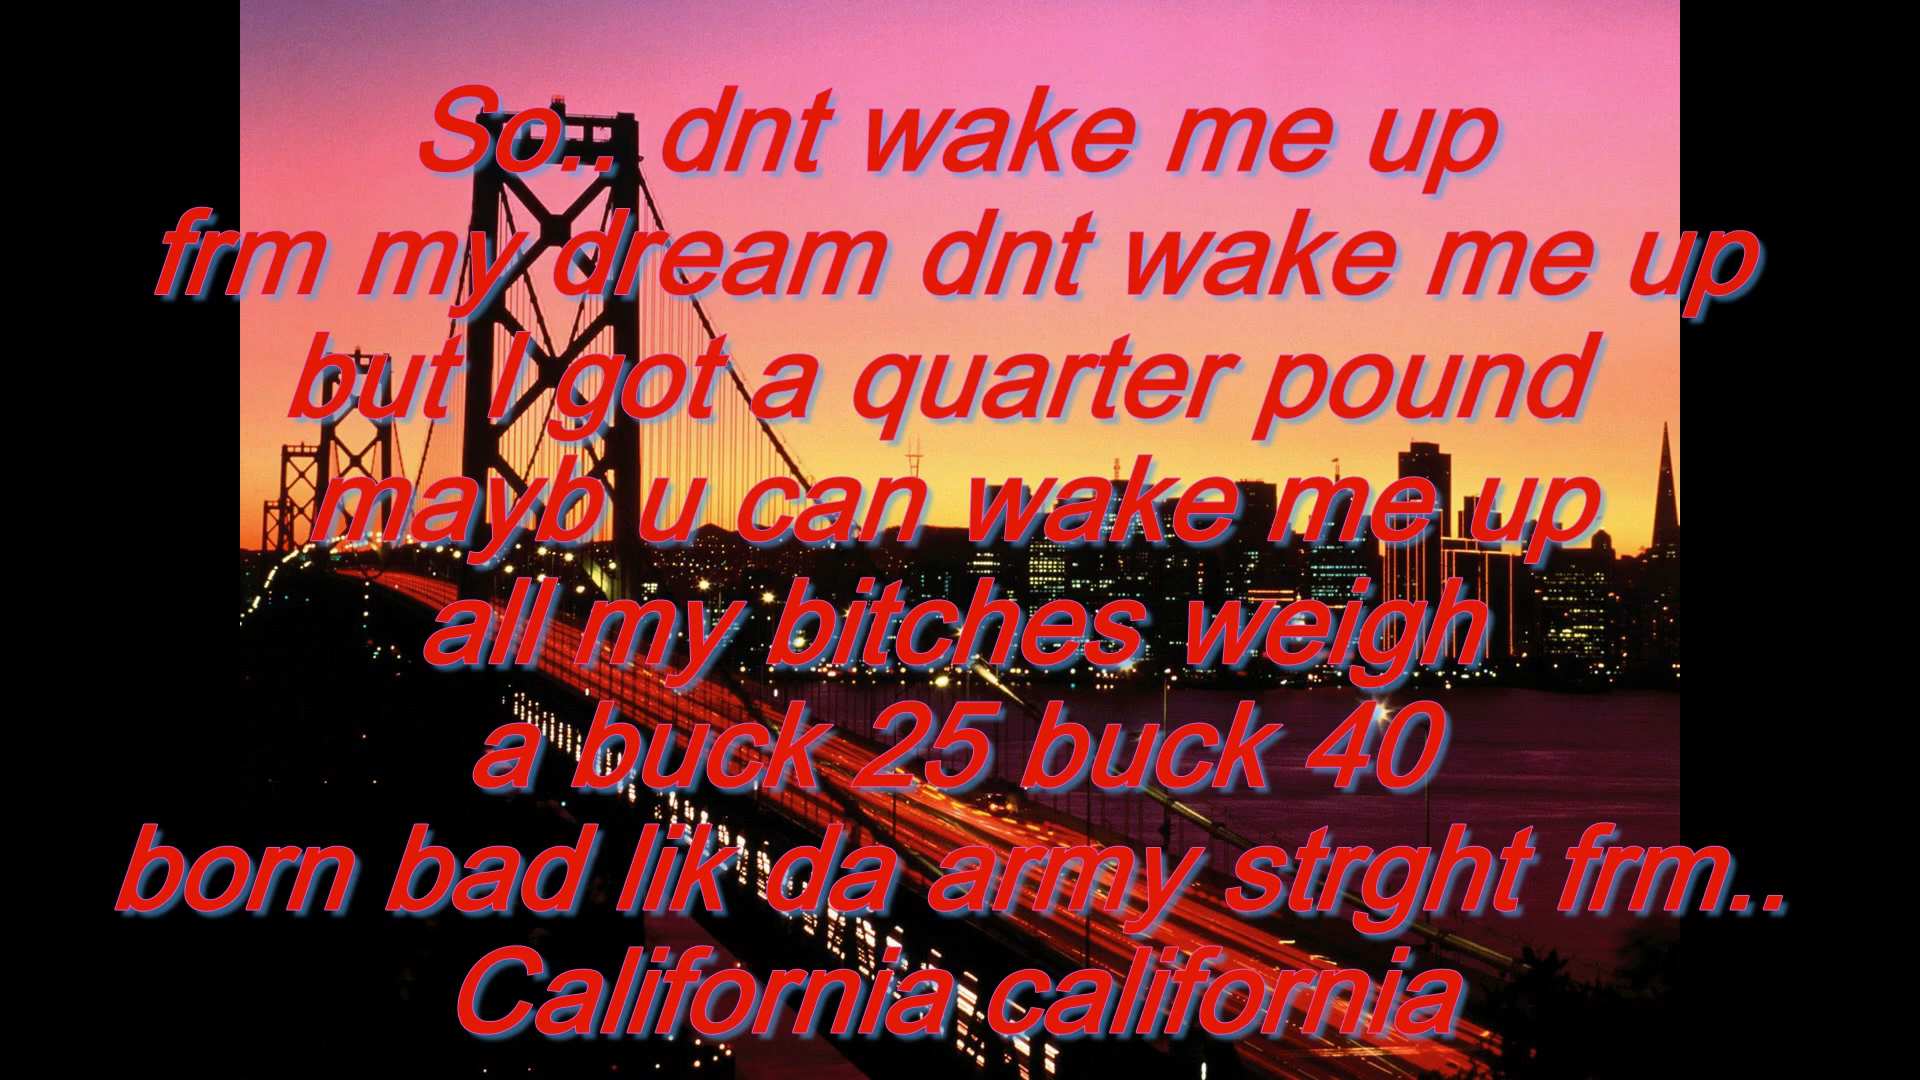 So.. dnt wake me up
frm my dream dnt wake me up
but I got a quarter pound
mayb u can wake me up
all my bitches weigh
a buck 25 buck 40
born bad lik da army strght frm..
California california